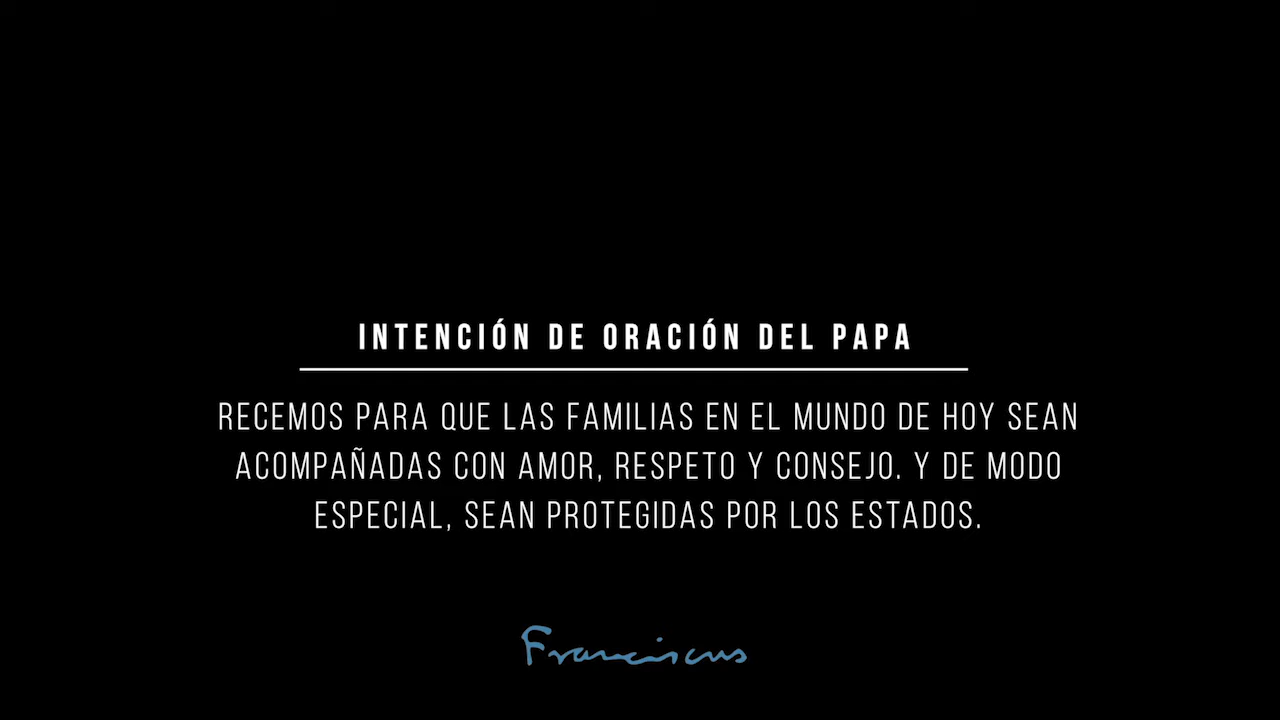 INTENCIÓN DE ORACIÓN DEL PAPA
RECEMOS PARA QUE LAS FAMILIAS EN EL MUNDO DE HOY SEAN
ACOMPAÑADAS CON AMOR, RESPETO Y CONSEJO. Y DE MODO
ESPECIAL, SEAN PROTEGIDAS POR LOS ESTADOS.
Franciscus